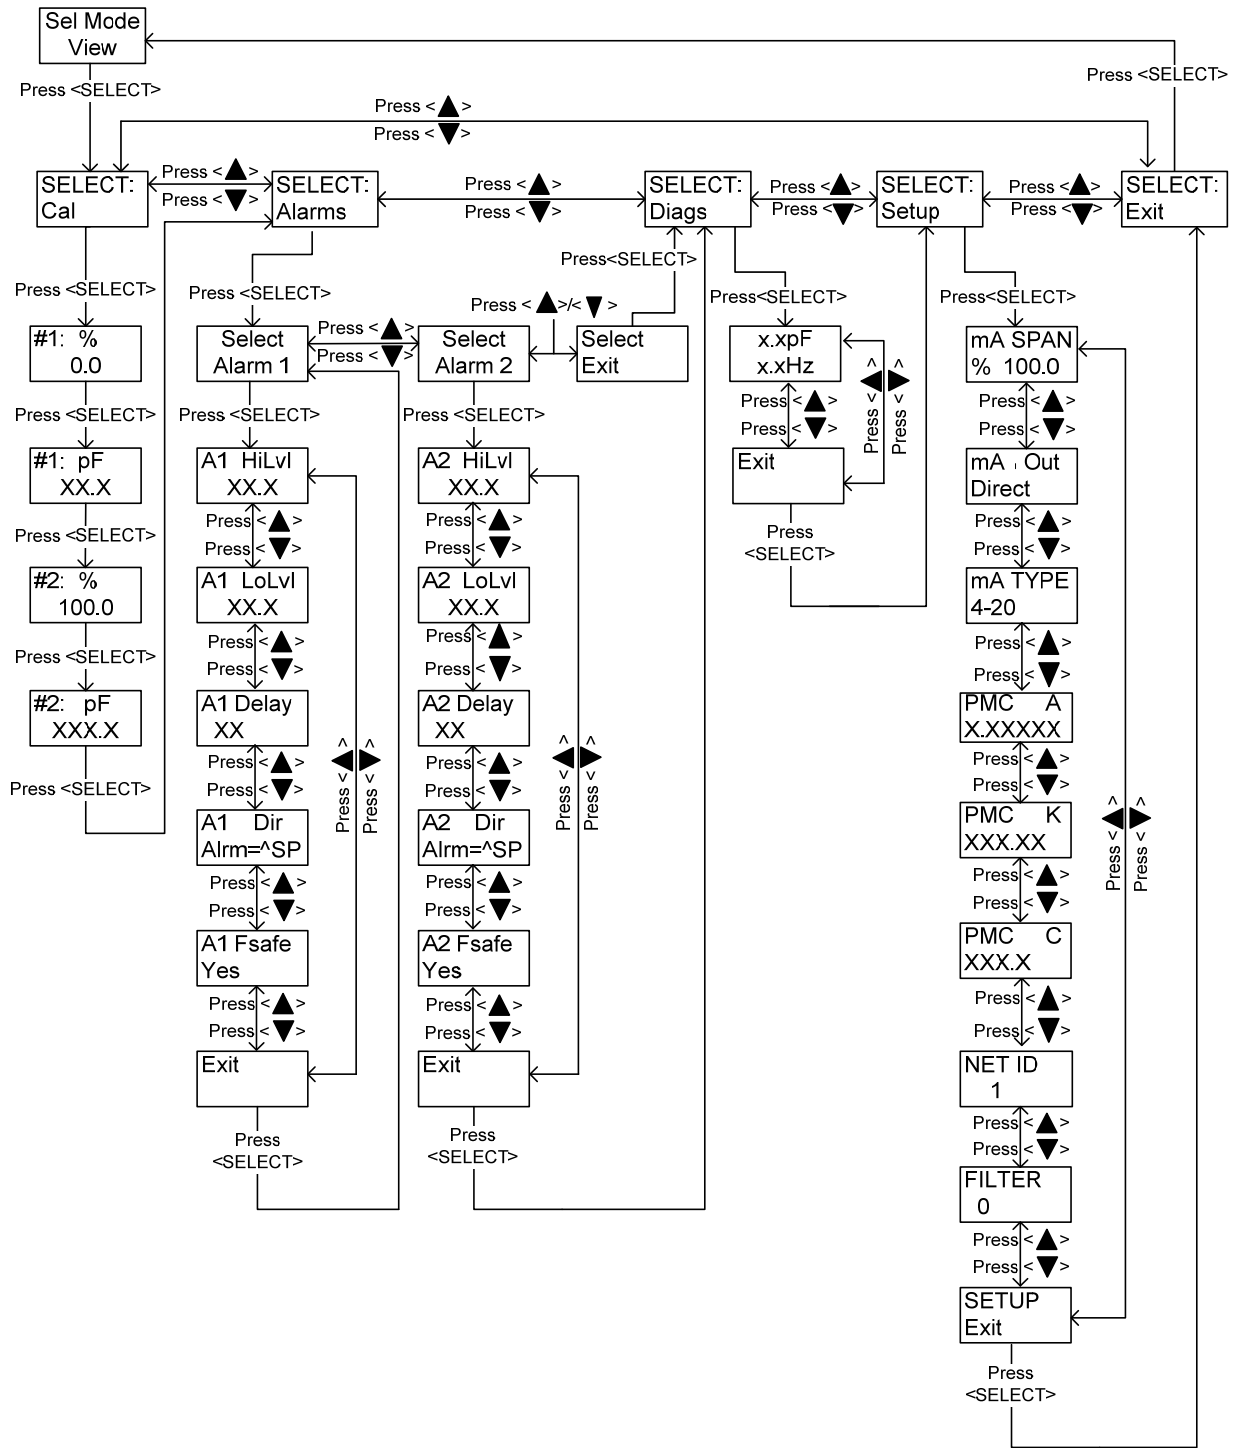 Sel Mode
View
Press <SELECT>
Press <SELECT>
Press <▲>
Press <▼>
SELECT:
Cal
Press <▲>
Press <▼>
SELECT:
Alarms
Press <▲>
Press <▼>
SELECT:
Diags
Press <▲>
Press <▼>
SELECT:
Setup
Press <▲>
Press <▼>
SELECT:
Exit
Press <SELECT>
#1: %
0.0
Press <SELECT>
#1: pF
XX.X
Press <SELECT>
#2: %
100.0
Press <SELECT>
#2: pF
XXX.X
Press <SELECT>
Press <SELECT>
Select
Alarm 1
Press <▲>
Press <▼>
Select
Alarm 2
Press <▲>/<▼>
Select
Exit
Press<SELECT>
Press <SELECT>
A1 HiLvl
XX.X
Press <▲>
Press <▼>
A1 LoLvl
XX.X
Press <▲>
Press <▼>
A1 Delay
XX
Press <▲>
Press <▼>
A1 Dir
Alrm=^SP
Press <▲>
Press <▼>
A1 Fsafe
Yes
Press <▲>
Press <▼>
Exit
Press
<SELECT>
Press <◀>
Press <▶>
Press <SELECT>
A2 HiLvl
XX.X
Press <▲>
Press <▼>
A2 LoLvl
XX.X
Press <▲>
Press <▼>
A2 Delay
XX
Press <▲>
Press <▼>
A2 Dir
Alrm=^SP
Press <▲>
Press <▼>
A2 Fsafe
Yes
Press <▲>
Press <▼>
Exit
Press
<SELECT>
Press <◀>
Press <▶>
Press<SELECT>
x.xpF
x.xHz
Press <▲>
Press <▼>
Exit
Press
<SELECT>
Press <◀>
Press <▶>
Press<SELECT>
mA SPAN
% 100.0
Press <▲>
Press <▼>
mA Out
Direct
Press <▲>
Press <▼>
mA TYPE
4-20
Press <▲>
Press <▼>
PMC A
X.XXXXX
Press <▲>
Press <▼>
PMC K
XXX.XX
Press <▲>
Press <▼>
PMC C
XXX.X
Press <▲>
Press <▼>
NET ID
1
Press <▲>
Press <▼>
FILTER
0
Press <▲>
Press <▼>
SETUP
Exit
Press
<SELECT>
Press <◀>
Press <▶>